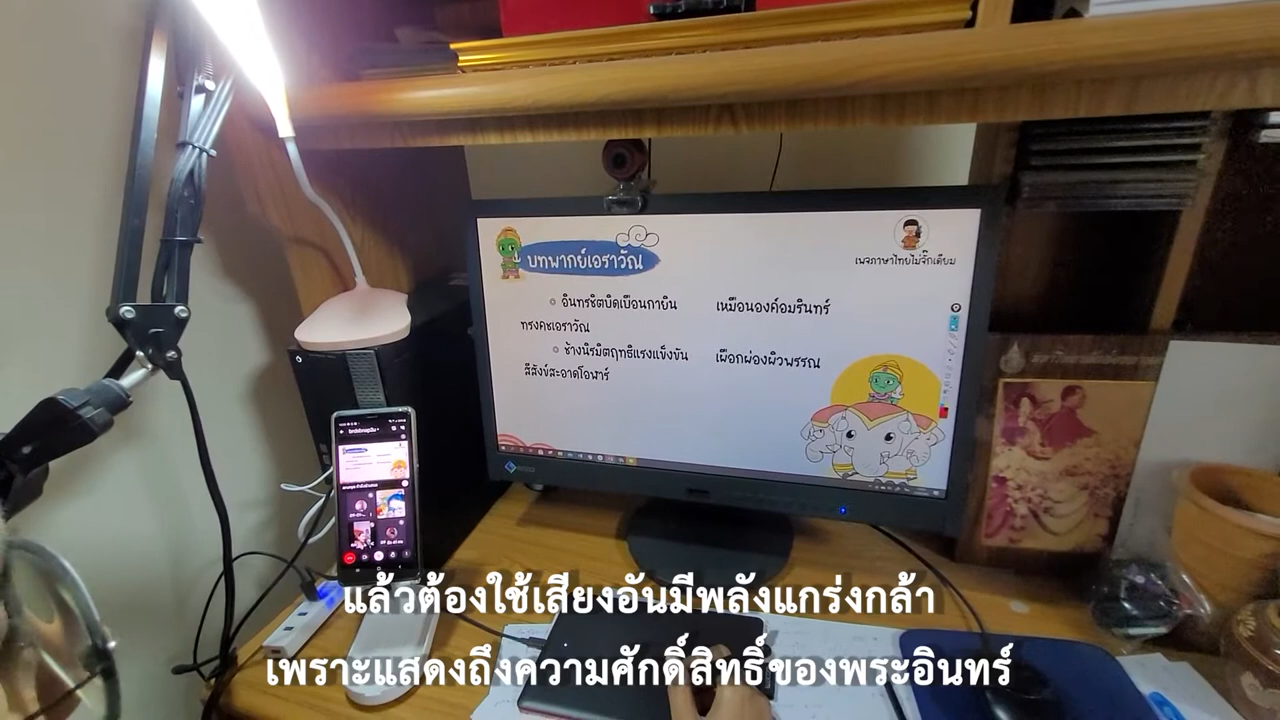 บทพากย์เอราวัณ
เพจภาษาไทยไม่จั๊กเดียม
อินทรชิตบิดเบือนกายิน เหมือนองค์อมรินทร์
ทรงคชเอราวัณ
ช้างนิรมิตฤทธิแรงแข็งขัน เผือกผ่องผิวพรรณ
สีสังข์สะอาดโอฬาร์
แล้วต้องใช้เสียงอันมีพลังแกร่งกล้า
เพราะแสดงถึงความศักดิ์สิทธิ์ของพระอินทร์